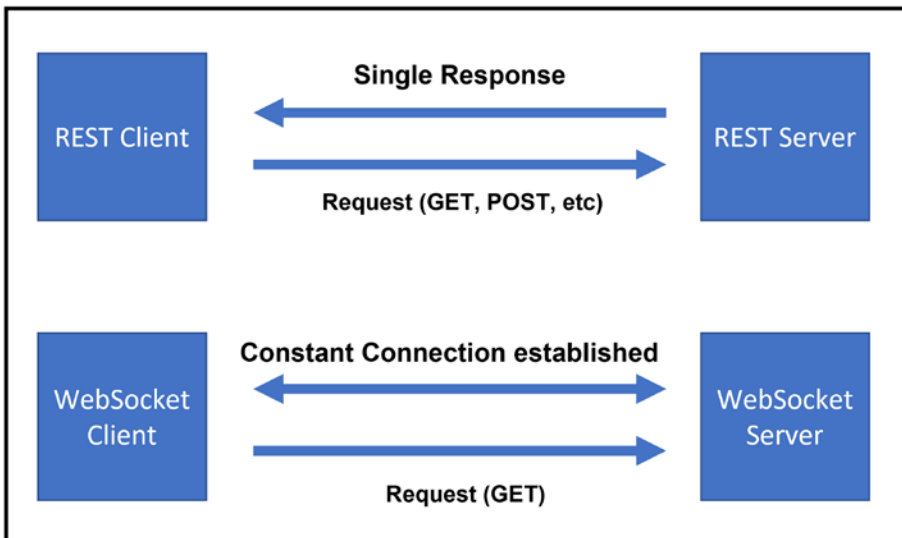 Single Response
REST Client
REST Server
Request (GET, POST, etc)
Constant Connection established
WebSocket
Client
WebSocket
Server
Request (GET)